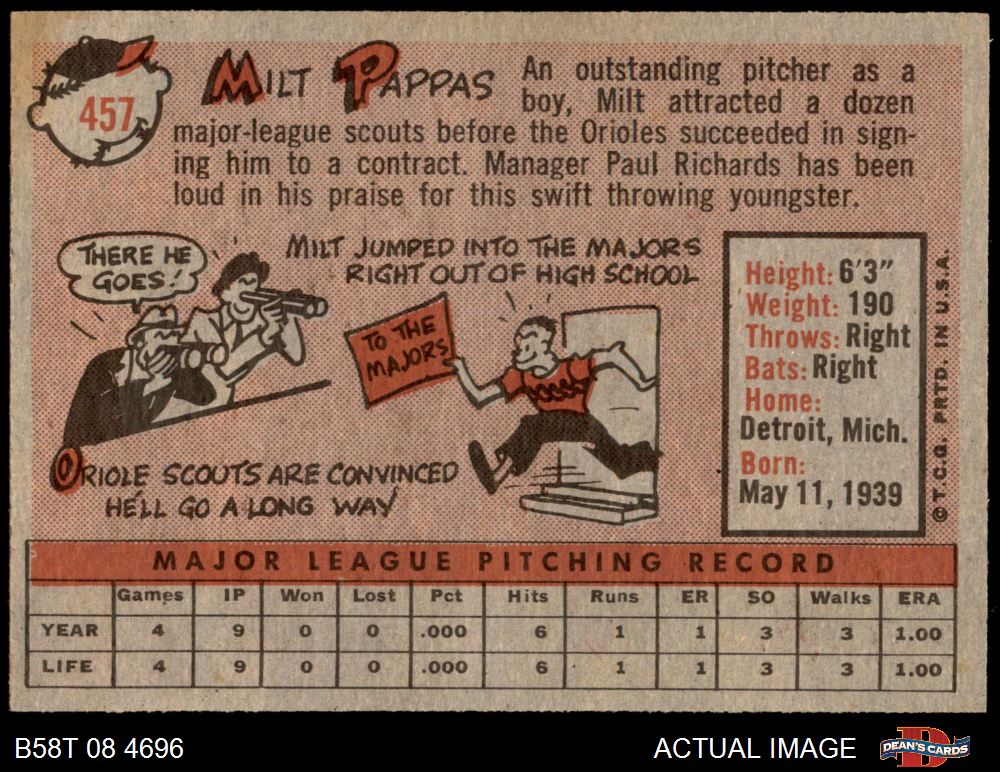 457
MILT PAPPAS
An outstanding pitcher as a
boy, Milt attracted a dozen
major-league scouts before the Orioles succeeded in sign-
ing him to a contract. Manager Paul Richards has been
loud in his praise for this swift throwing youngster.
THERE HE
GOES!
MILT JUMPED INTO THE MAJORS
RIGHT OUT OF HIGH SCHOOL
TO THE
MAJORS
ORIOLE SCOUTS ARE CONVINCED
HE'LL GO A LONG WAY
Height: 6'3"
Weight: 190
Throws: Right
Bats: Right
Home:
Detroit, Mich.
Born:
May 11, 1939
© T.C.G. PRTD. IN U.S.A.
MAJOR LEAGUE PITCHING RECORD
Games IP Won Lost Pct Hits Runs ER SO Walks ERA
YEAR 4 9 0 0 .000 6 1 1 3 3 1.00
LIFE 4 9 0 0 .000 6 1 1 3 3 1.00
B58T 08 4696
ACTUAL IMAGE
D
DEAN'S CARDS